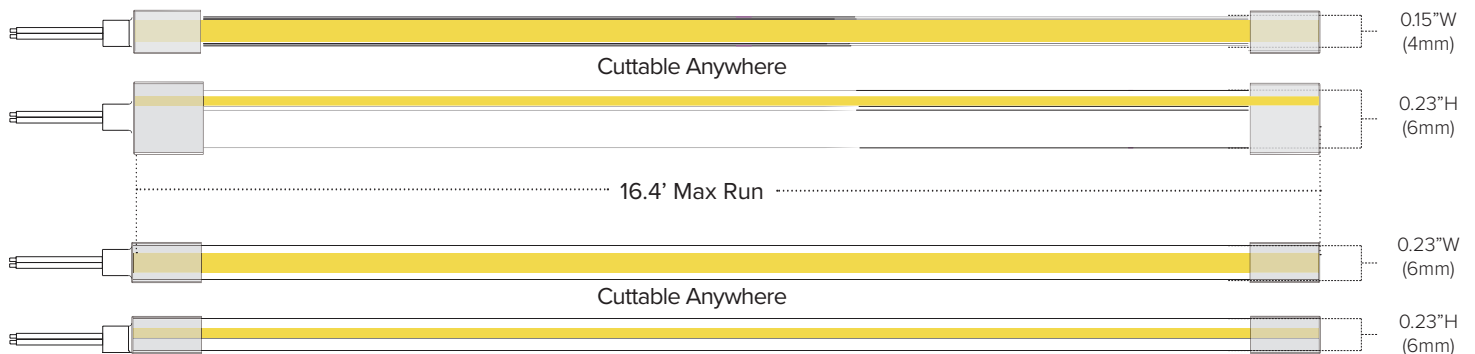 0.15”W
(4mm)
Cuttable Anywhere
0.23”H
(6mm)
16.4’ Max Run
0.23”W
(6mm)
Cuttable Anywhere
0.23”H
(6mm)